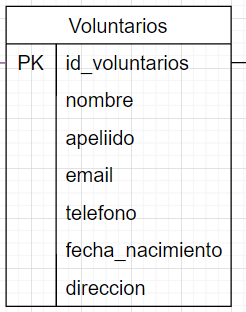 Voluntarios
PK id_voluntarios
nombre
apeliido
email
telefono
fecha_nacimiento
direccion